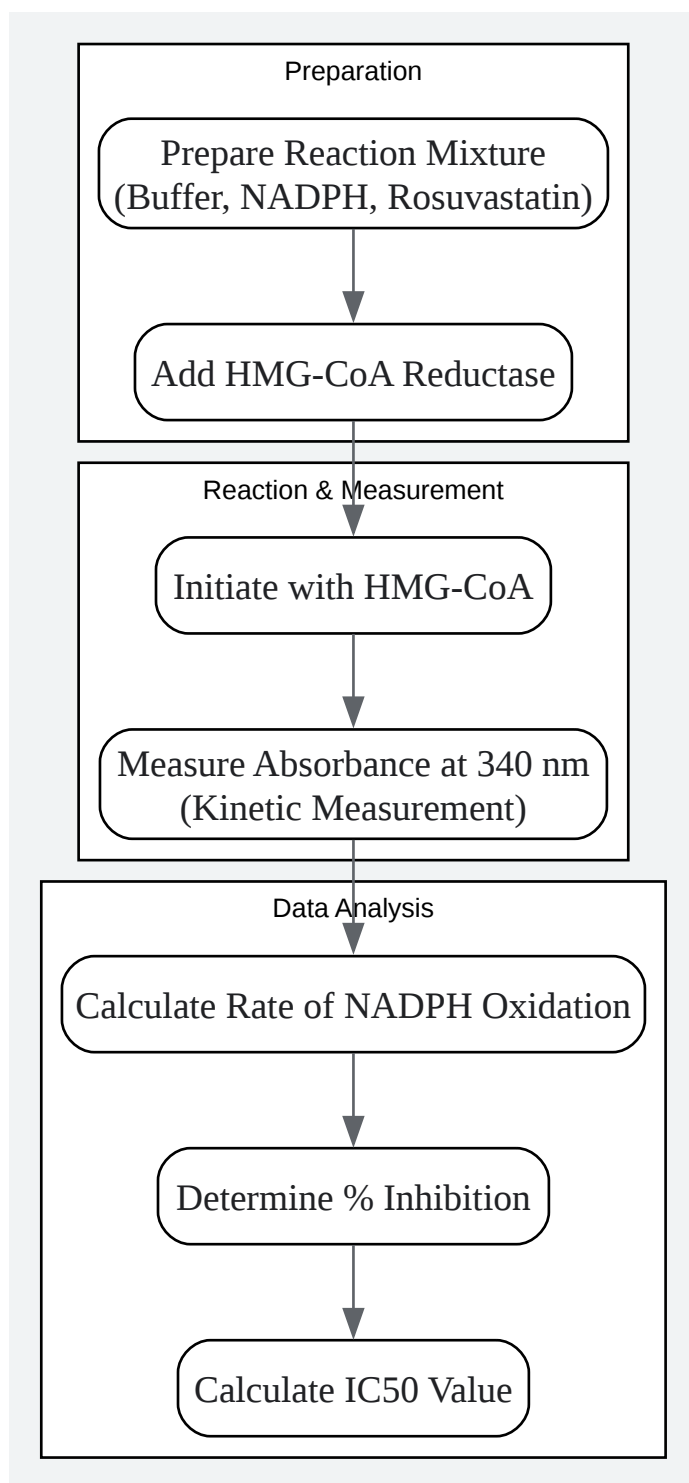 Preparation
Prepare Reaction Mixture
(Buffer, NADPH, Rosuvastatin)
Add HMG-CoA Reductase
Reaction & Measurement
Initiate with HMG-CoA
Measure Absorbance at 340 nm
(Kinetic Measurement)
Data Analysis
Calculate Rate of NADPH Oxidation
Determine % Inhibition
Calculate IC50 Value